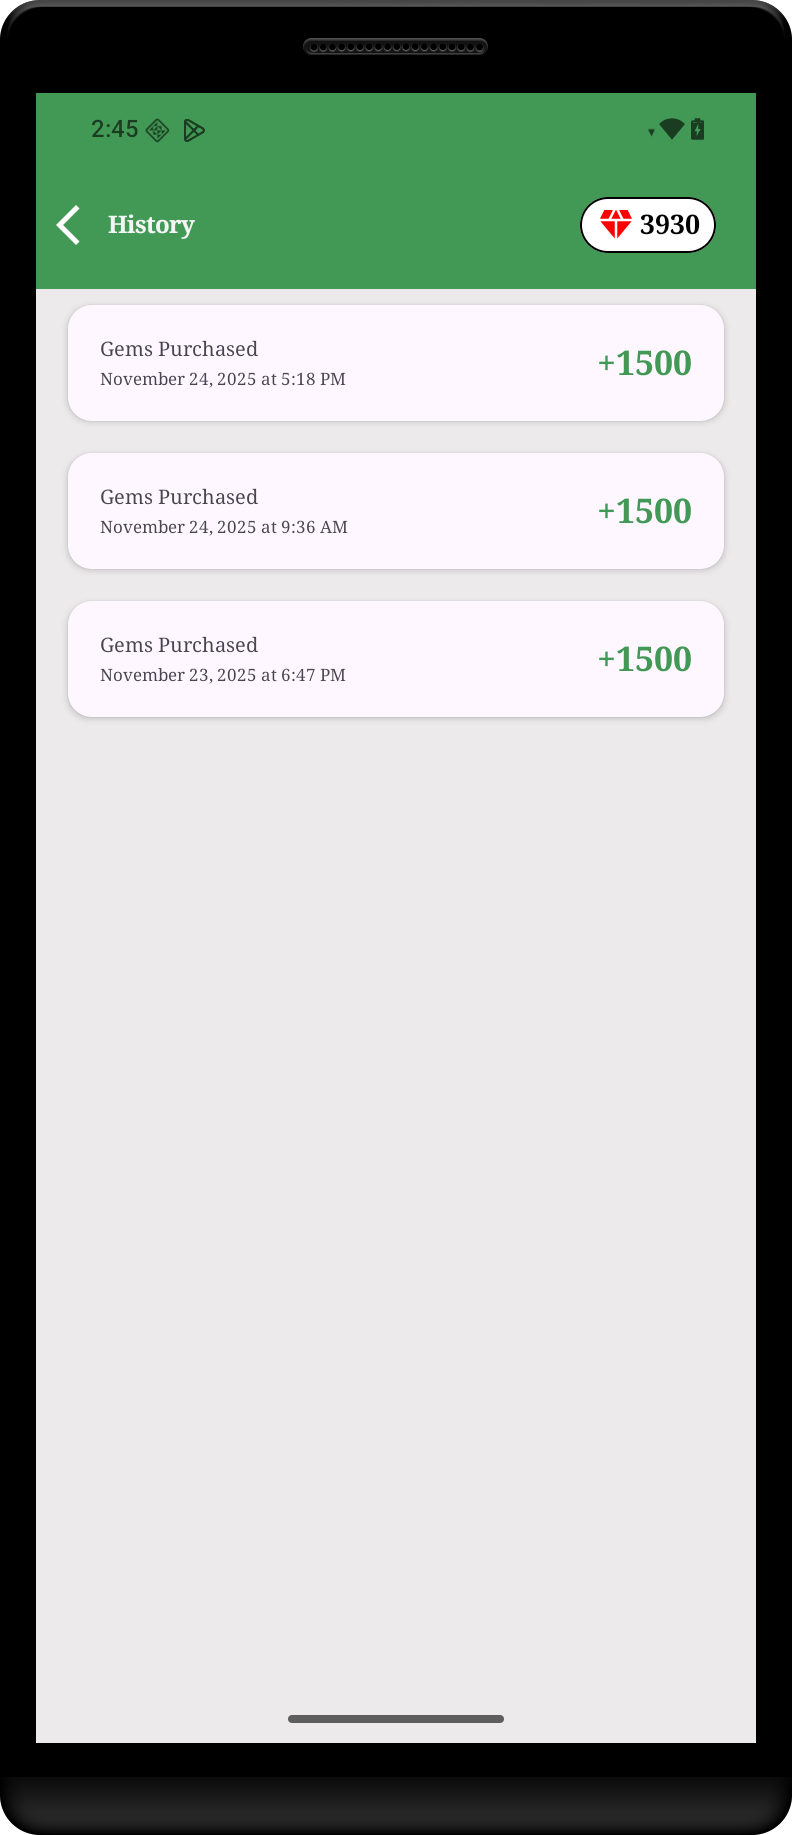 2:45
History
3930
Gems Purchased
November 24, 2025 at 5:18 PM
+1500
Gems Purchased
November 24, 2025 at 9:36 AM
+1500
Gems Purchased
November 23, 2025 at 6:47 PM
+1500